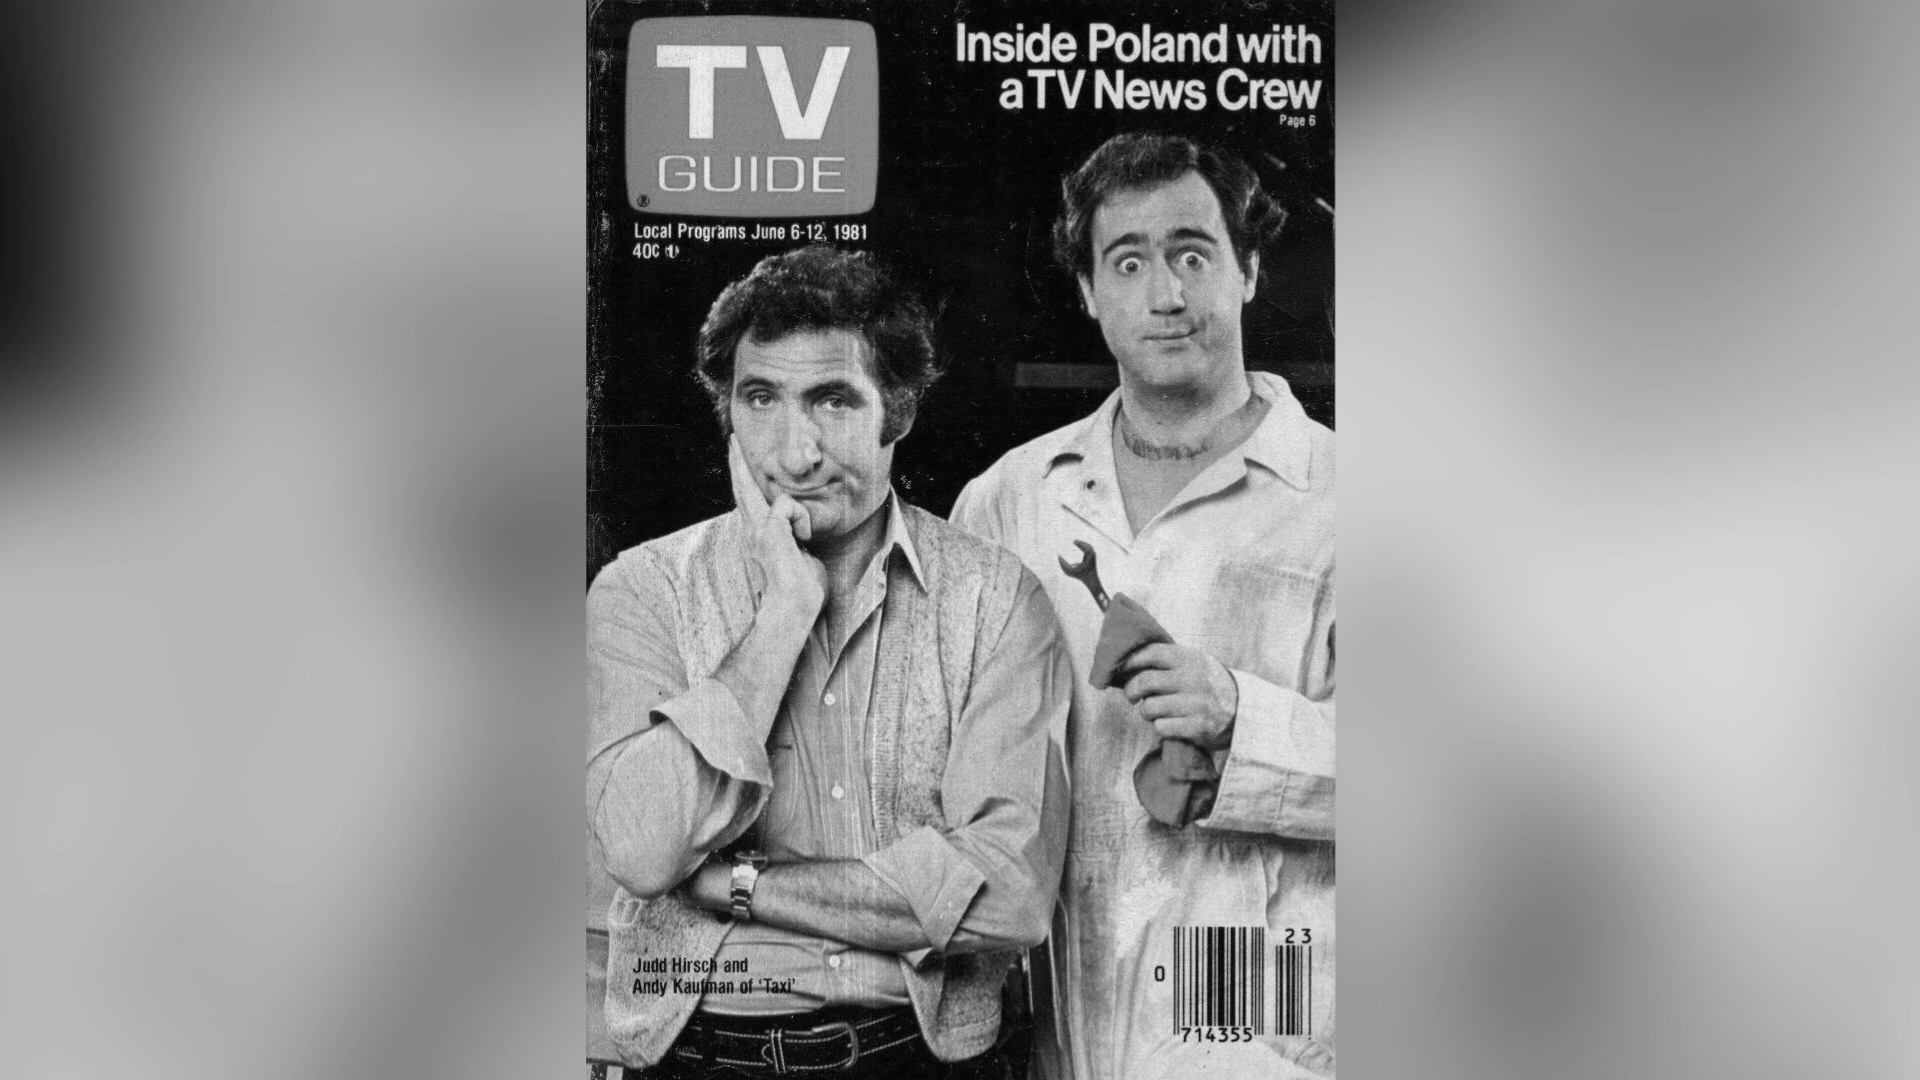 TV
GUIDE
®
Local Programs June 6-12, 1981
40¢
Inside Poland with
a TV News Crew
Page 6
Judd Hirsch and
Andy Kaufman of 'Taxi'
0
714355
23